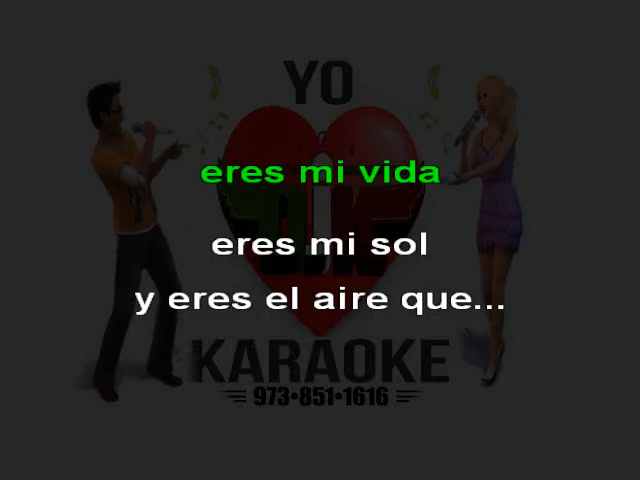 YO
eres mi vida
eres mi sol
y eres el aire que...
KARAOKE
973•851•1616